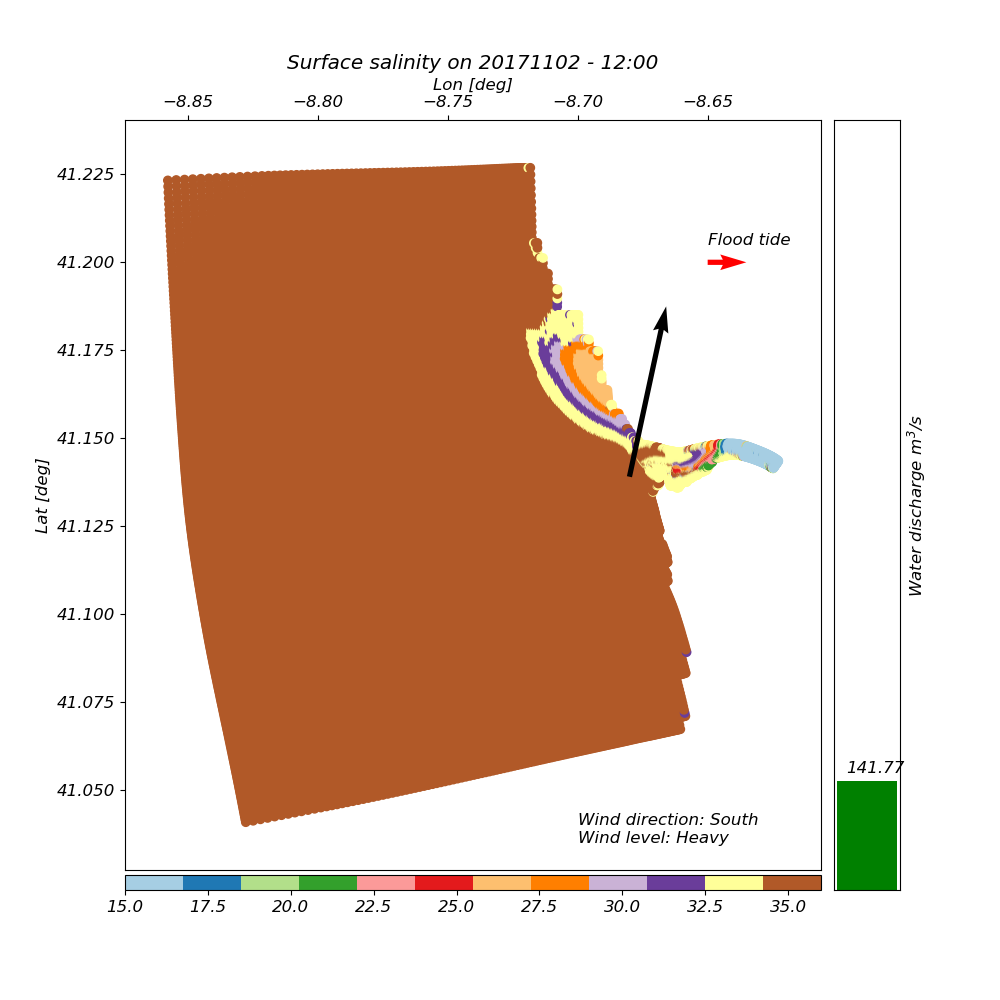 Surface salinity on 20171102 - 12:00
Lon [deg]
−8.85 −8.80 −8.75 −8.70 −8.65
41.225
41.200
41.175
41.150
41.125
41.100
41.075
41.050
Lat [deg]
Flood tide
Wind direction: South
Wind level: Heavy
Water discharge m³/s
141.77
15.0 17.5 20.0 22.5 25.0 27.5 30.0 32.5 35.0